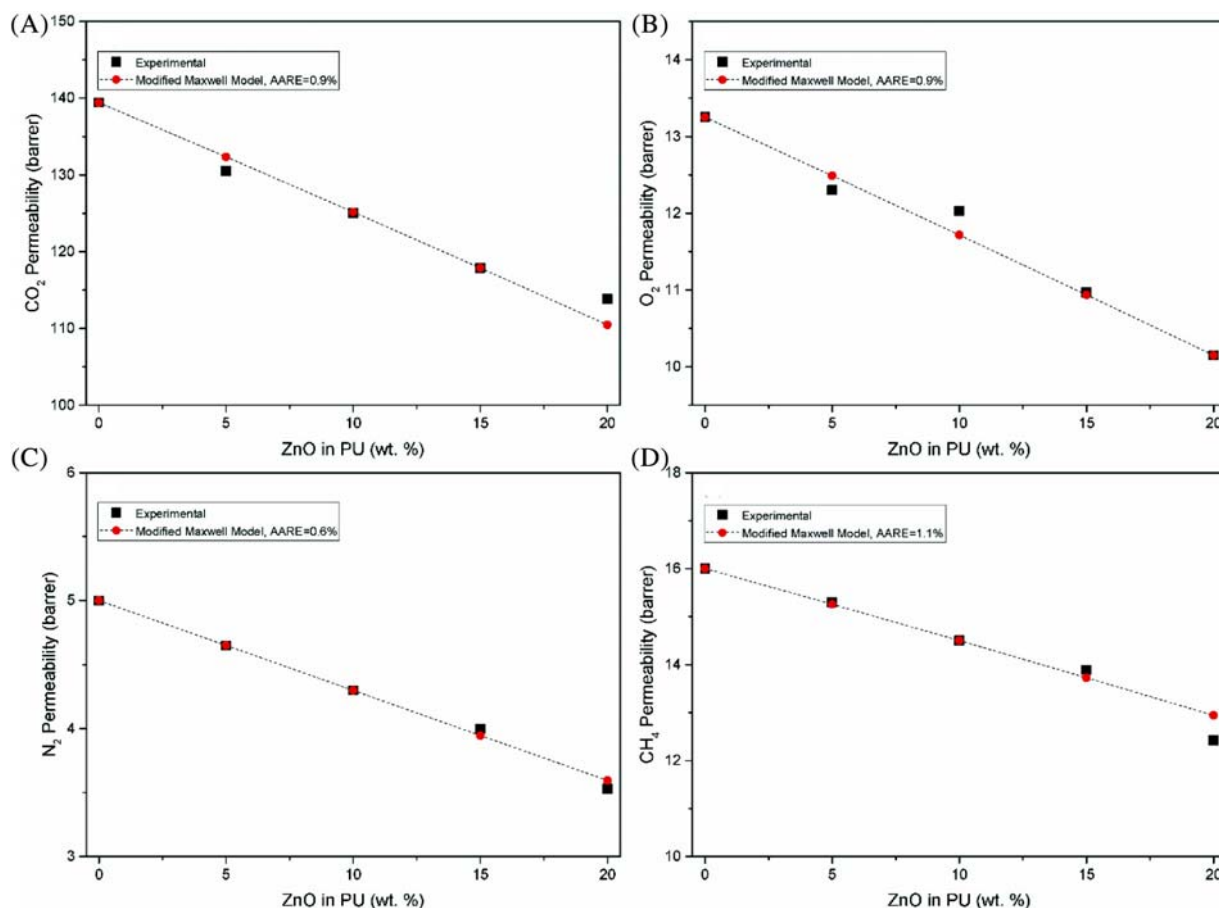 (A)
150
140
130
120
110
100
CO₂ Permeability (barrer)
Experimental
Modified Maxwell Model, AARE=0.9%
0 5 10 15 20
ZnO in PU (wt. %)
(B)
14
13
12
11
10
O₂ Permeability (barrer)
Experimental
Modified Maxwell Model, AARE=0.9%
0 5 10 15 20
ZnO in PU (wt. %)
(C)
6
5
4
3
N₂ Permeability (barrer)
Experimental
Modified Maxwell Model, AARE=0.6%
0 5 10 15 20
ZnO in PU (wt. %)
(D)
18
16
14
12
10
CH₄ Permeability (barrer)
Experimental
Modified Maxwell Model, AARE=1.1%
0 5 10 15 20
ZnO in PU (wt. %)